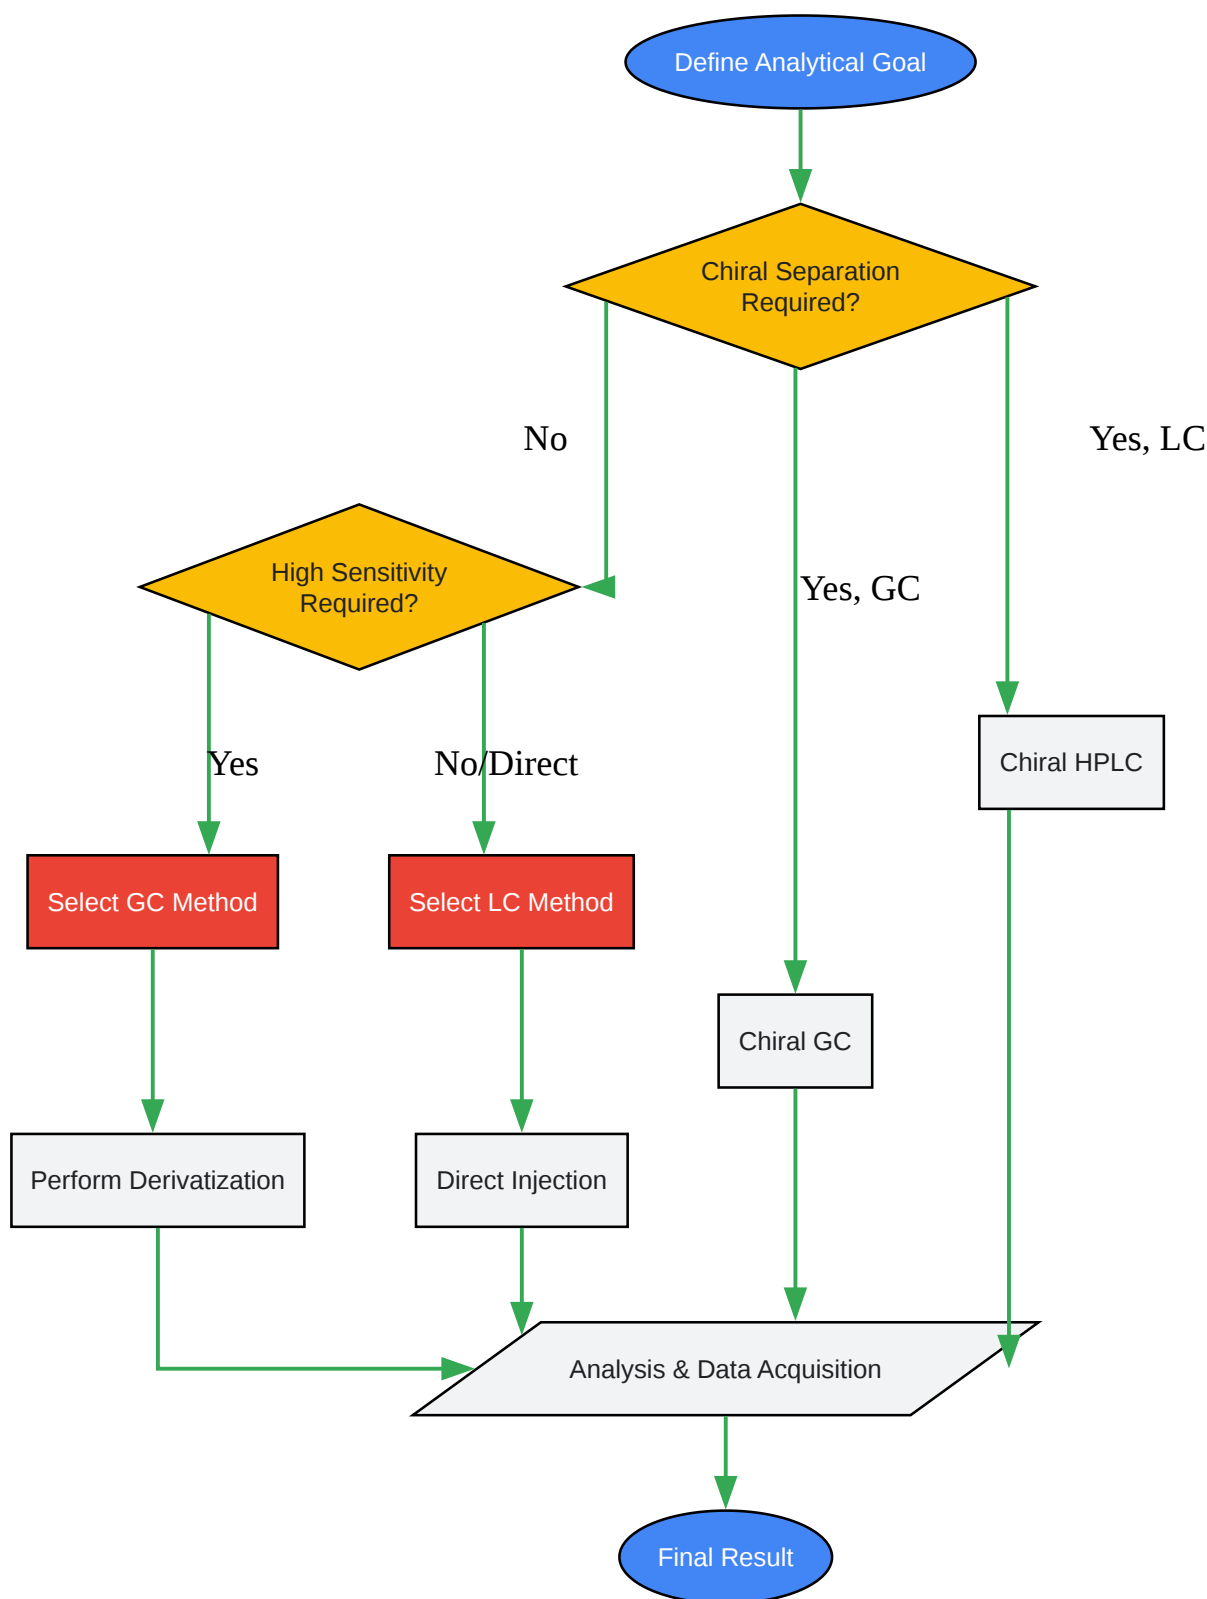 Define Analytical Goal
Chiral Separation
Required?
No
Yes, LC
High Sensitivity
Required?
Yes, GC
Yes
No/Direct
Chiral HPLC
Select GC Method
Select LC Method
Chiral GC
Perform Derivatization
Direct Injection
Analysis & Data Acquisition
Final Result